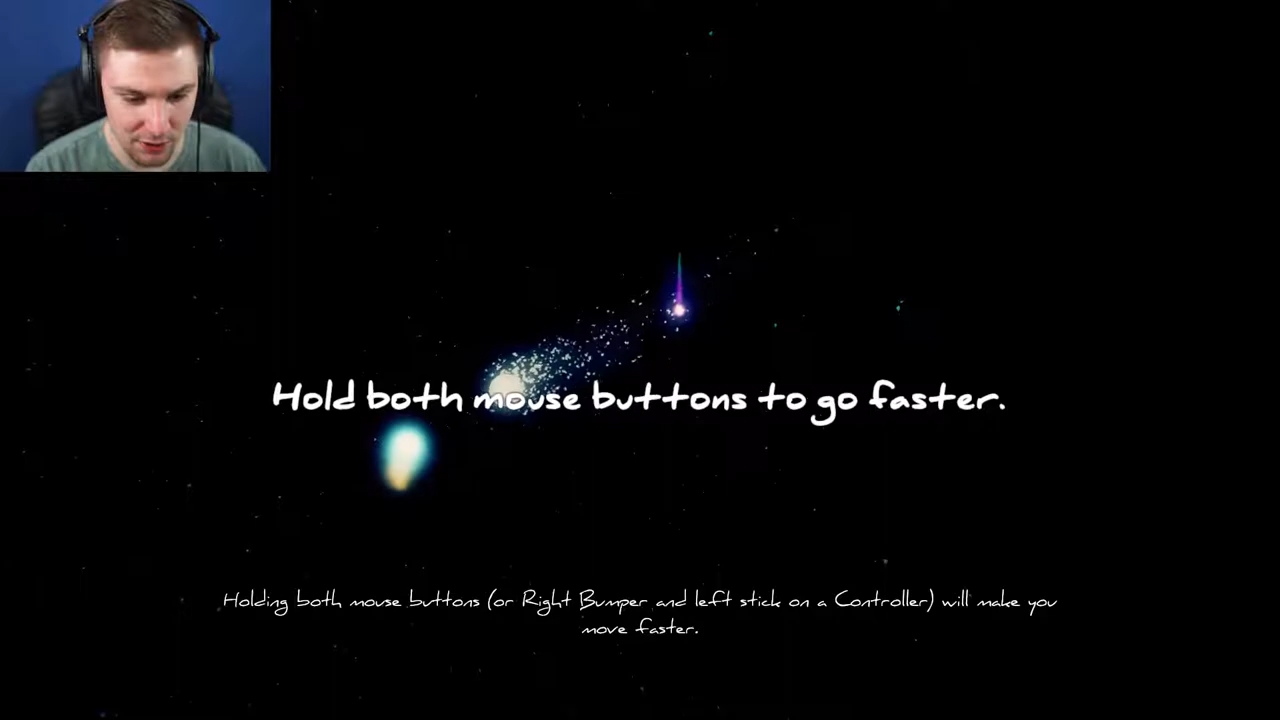 Hold both mouse buttons to go faster.
Holding both mouse buttons (or Right Bumper and left stick on a Controller) will make you
move faster.